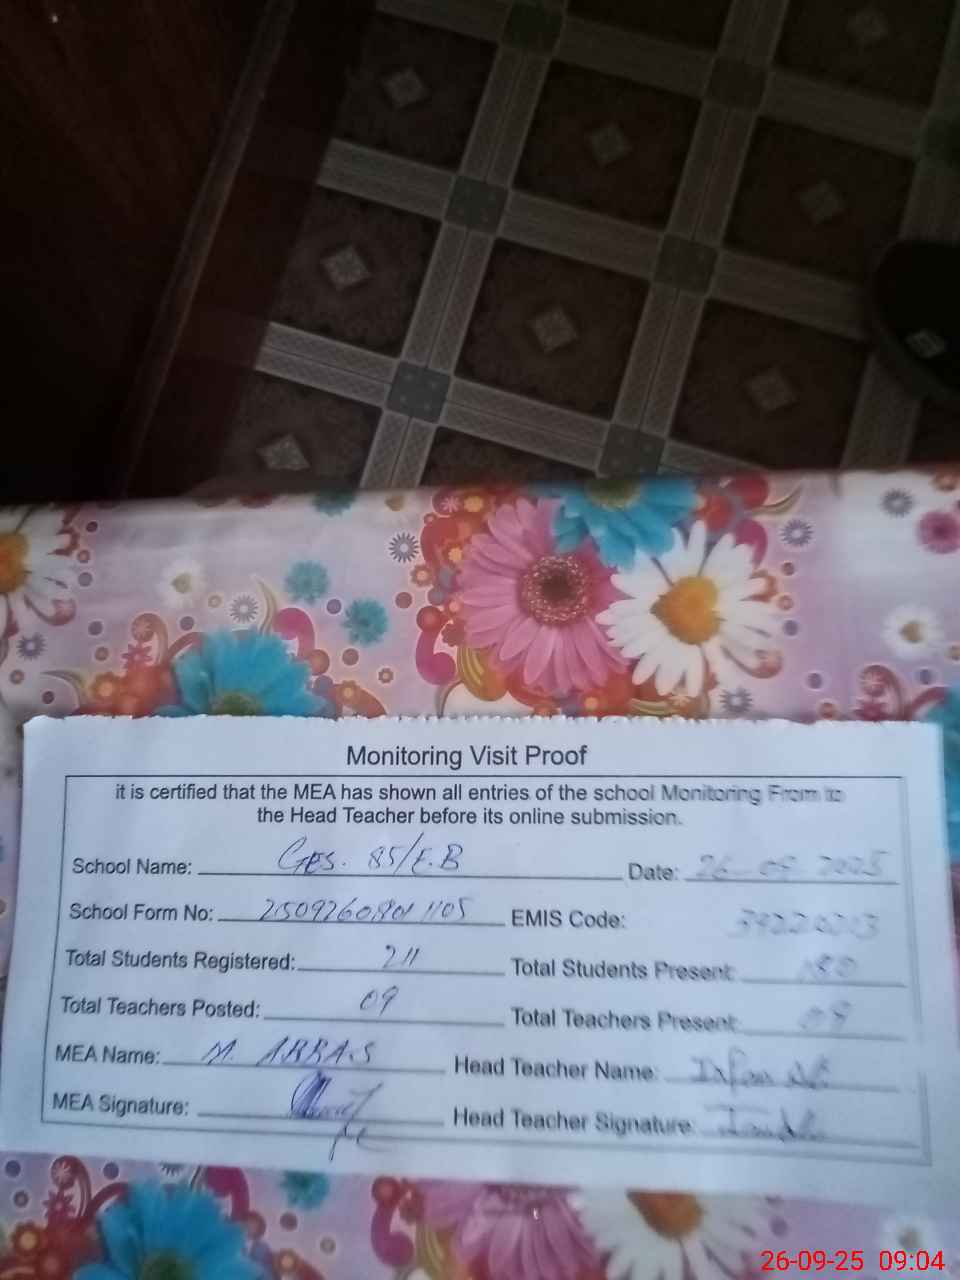 Monitoring Visit Proof
it is certified that the MEA has shown all entries of the school Monitoring From to
the Head Teacher before its online submission.
School Name: GES. 85/E.B Date: 26-09-2025
School Form No: EMIS Code:
Total Students Registered: 211 Total Students Present: 180
Total Teachers Posted: 09 Total Teachers Present: 09
MEA Name: M. ABBAS Head Teacher Name: Irfan Ali
MEA Signature: Head Teacher Signature:
26-09-25 09:04